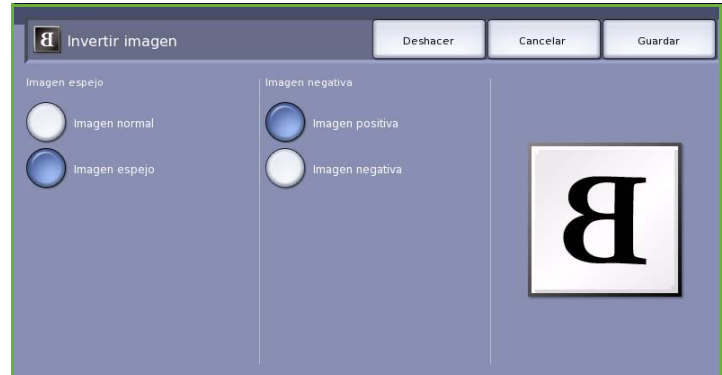 B Invertir imagen
Deshacer
Cancelar
Guardar
Imagen espejo
Imagen normal
Imagen espejo
Imagen negativa
Imagen positiva
Imagen negativa
B